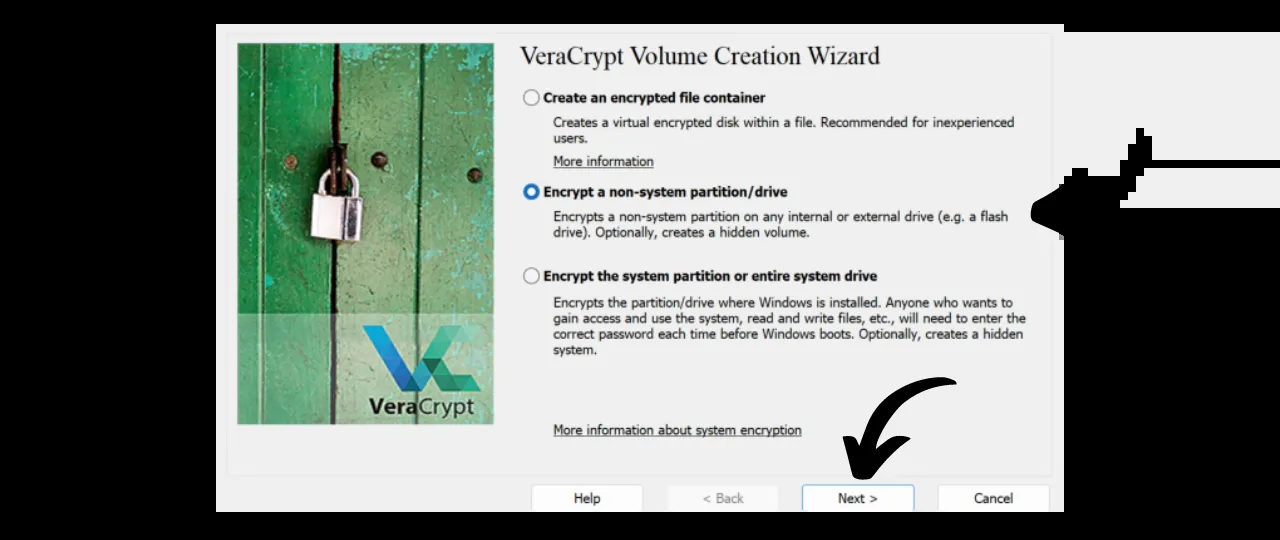 VeraCrypt Volume Creation Wizard
Create an encrypted file container
Creates a virtual encrypted disk within a file. Recommended for inexperienced
users.
More information
Encrypt a non-system partition/drive
Encrypts a non-system partition on any internal or external drive (e.g. a flash
drive). Optionally, creates a hidden volume.
Encrypt the system partition or entire system drive
Encrypts the partition/drive where Windows is installed. Anyone who wants to
gain access and use the system, read and write files, etc., will need to enter the
correct password each time before Windows boots. Optionally, creates a hidden
system.
VeraCrypt
More information about system encryption
Help
< Back
Next >
Cancel